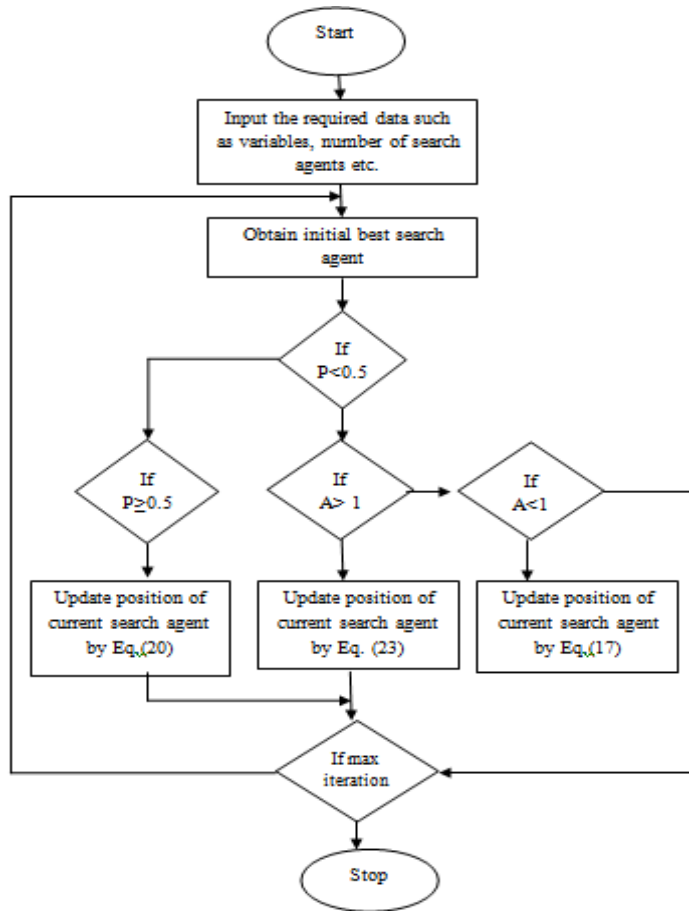 Start
Input the required data such
as variables, number of search
agents etc.
Obtain initial best search
agent
If
P<0.5
If
P≥0.5
If
A> 1
If
A<1
Update position of
current search agent
by Eq.(20)
Update position of
current search agent
by Eq. (23)
Update position of
current search agent
by Eq.(17)
If max
iteration
Stop